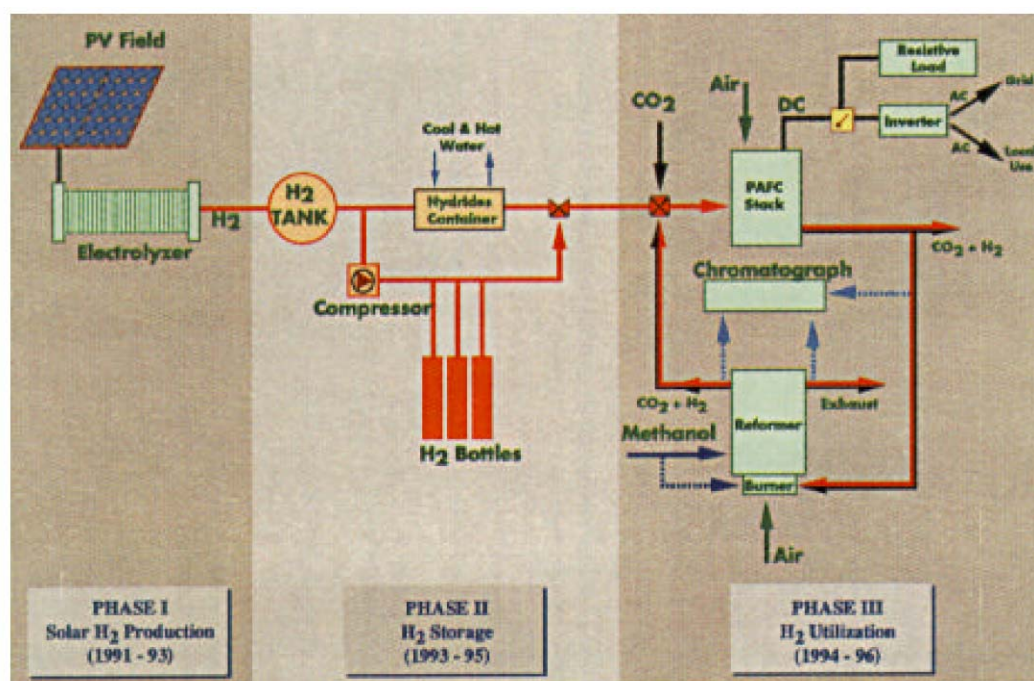 PV Field
H2
Electrolyzer
H2
TANK
Cool & Hot
Water
Hydrides
Container
Compressor
H2 Bottles
CO2
Air
DC
Resistive
Load
Inverter
AC
Grid
AC
Local
Use
PAFC
Stack
CO2 + H2
Chromatograph
CO2 + H2
Exhaust
Reformer
Methanol
Burner
Air
PHASE I
Solar H2 Production
(1991 - 93)
PHASE II
H2 Storage
(1993 - 95)
PHASE III
H2 Utilization
(1994 - 96)